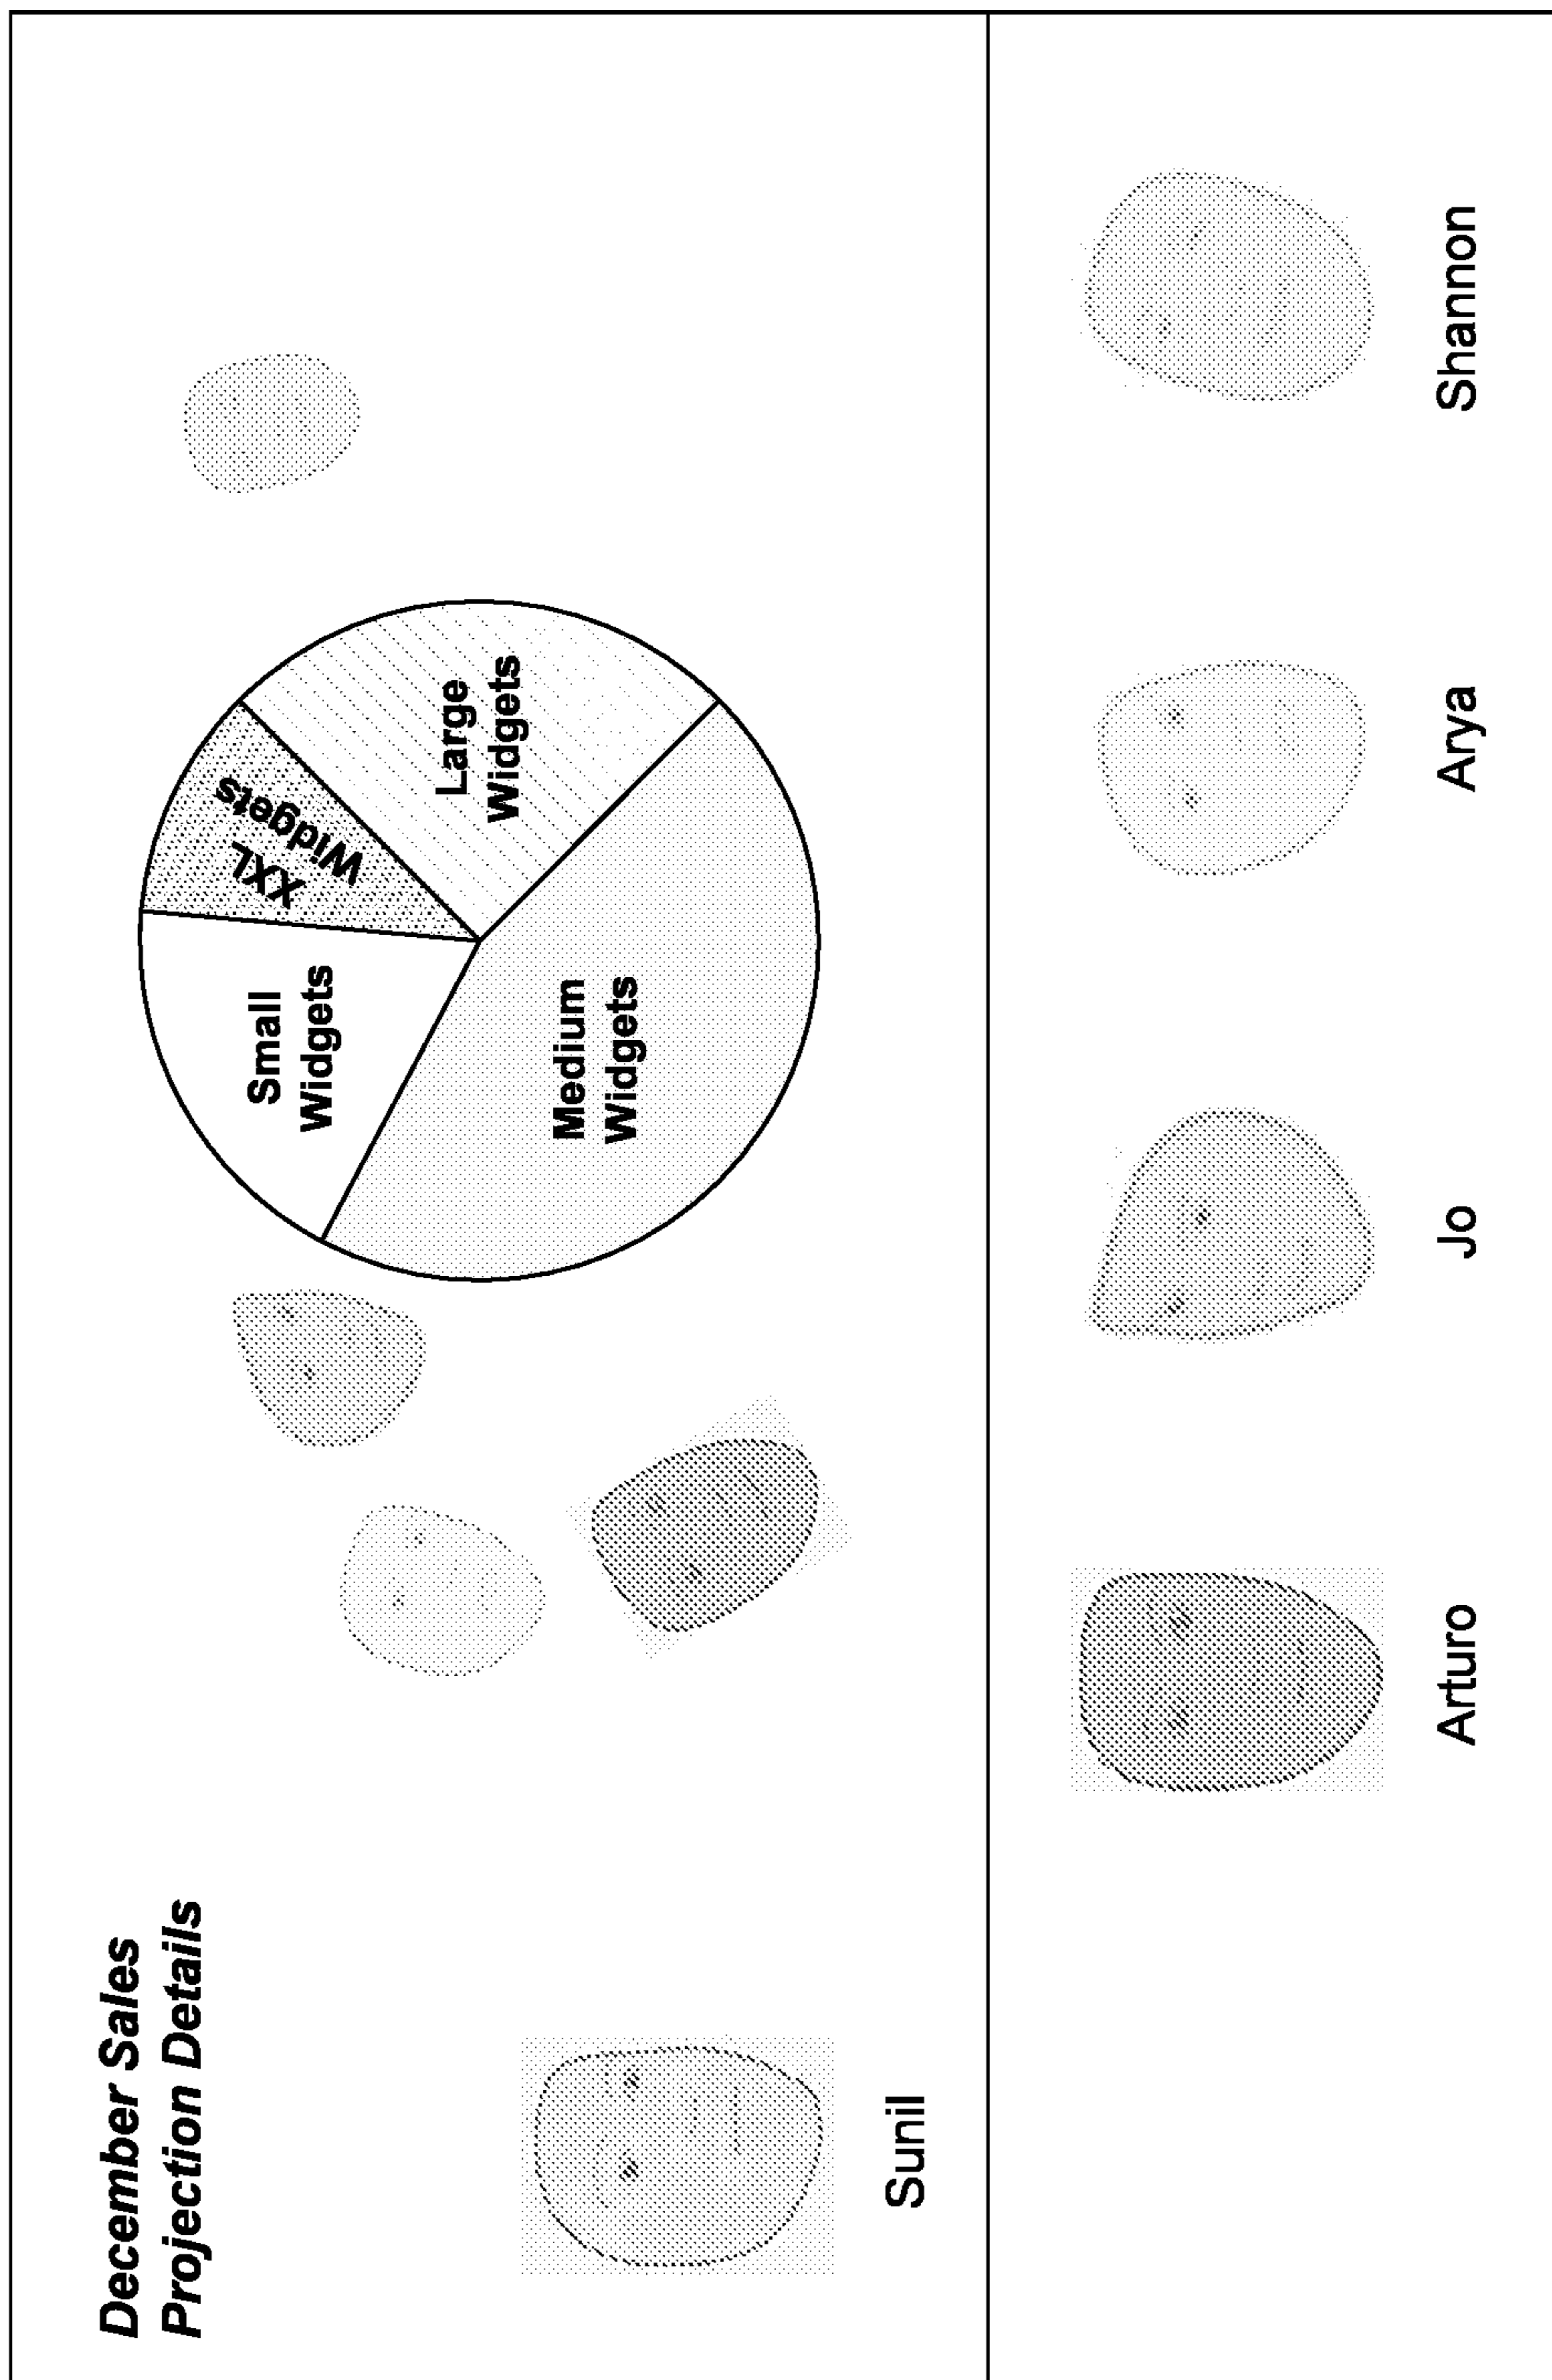 December Sales
Projection Details
Small
Widgets
XXL
Widgets
Large
Widgets
Medium
Widgets
Sunil
Arturo
Jo
Arya
Shannon